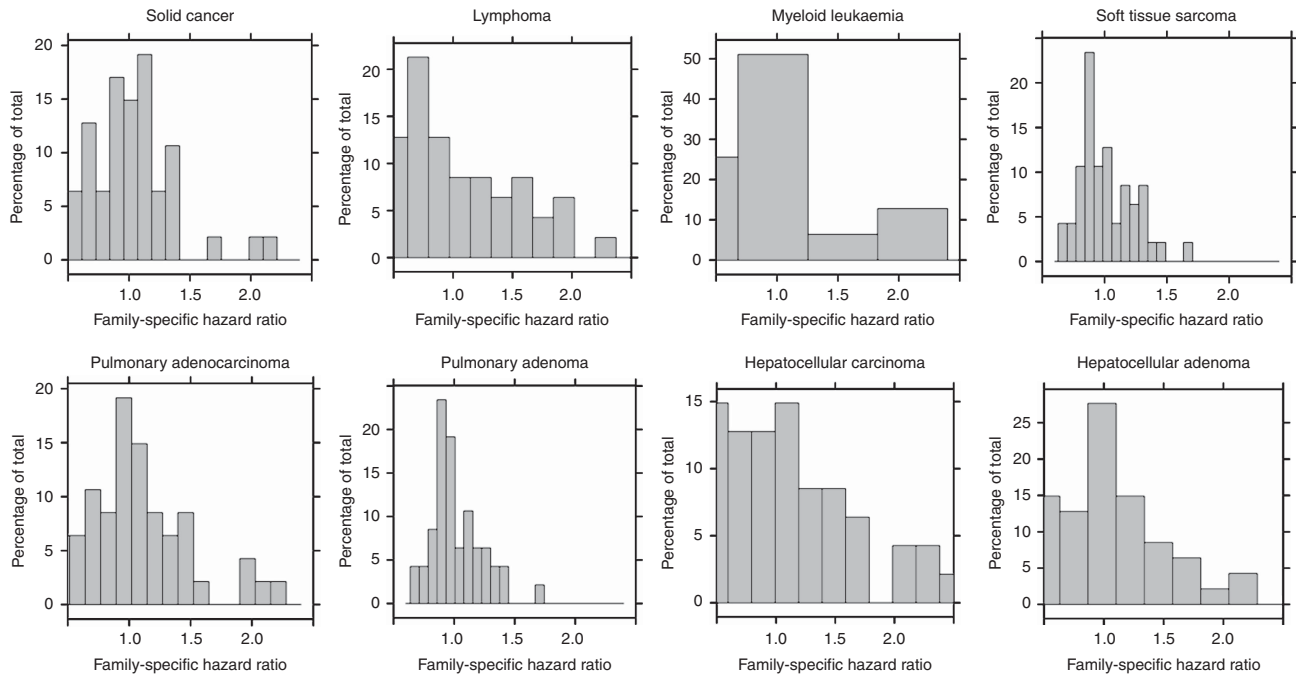 Solid cancer
Percentage of total
20
15
10
5
0
1.0 1.5 2.0
Family-specific hazard ratio
Lymphoma
Percentage of total
20
15
10
5
0
1.0 1.5 2.0
Family-specific hazard ratio
Myeloid leukaemia
Percentage of total
50
40
30
20
10
0
1.0 1.5 2.0
Family-specific hazard ratio
Soft tissue sarcoma
Percentage of total
20
15
10
5
0
1.0 1.5 2.0
Family-specific hazard ratio
Pulmonary adenocarcinoma
Percentage of total
20
15
10
5
0
1.0 1.5 2.0
Family-specific hazard ratio
Pulmonary adenoma
Percentage of total
20
15
10
5
0
1.0 1.5 2.0
Family-specific hazard ratio
Hepatocellular carcinoma
Percentage of total
15
10
5
0
1.0 1.5 2.0
Family-specific hazard ratio
Hepatocellular adenoma
Percentage of total
25
20
15
10
5
0
1.0 1.5 2.0
Family-specific hazard ratio